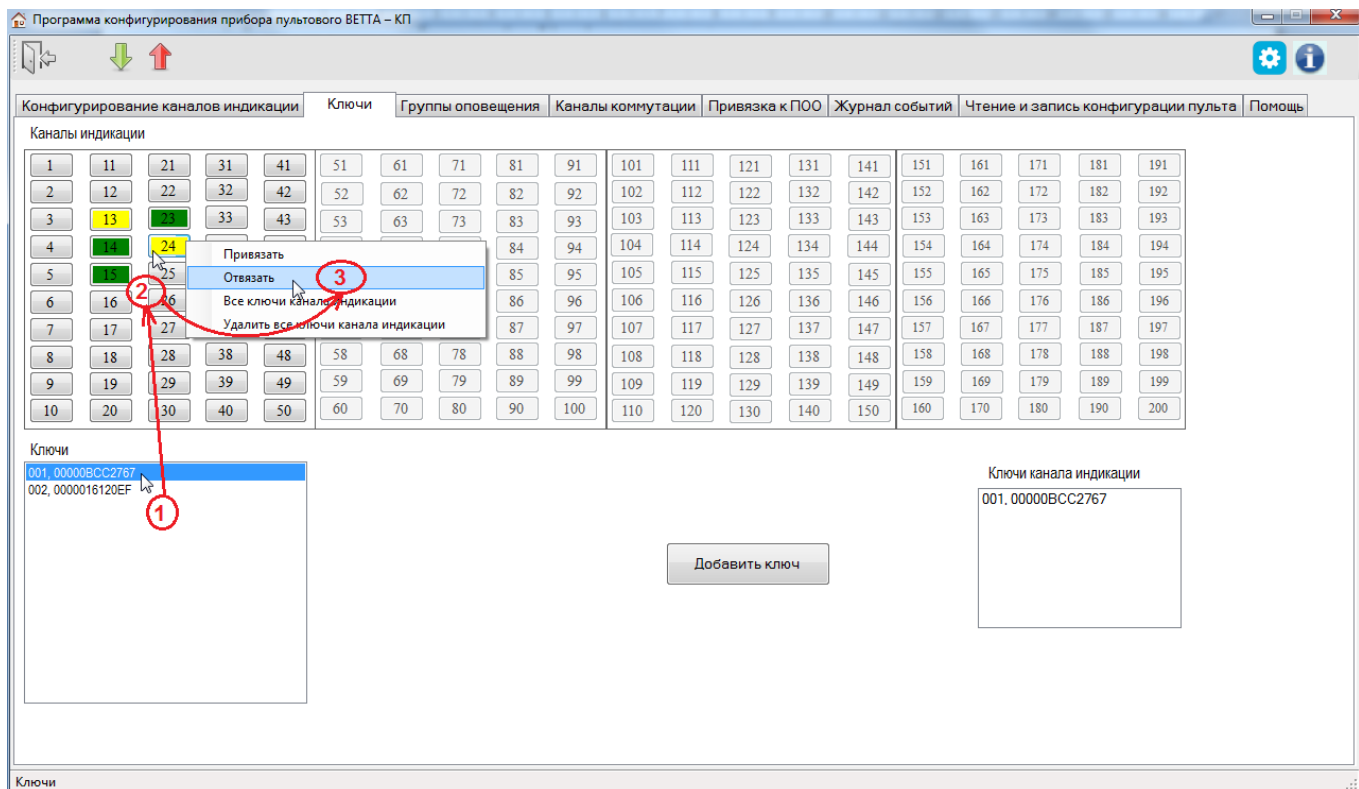 Программа конфигурирования прибора пультового ВЕТТА – КП
Конфигурирование каналов индикации Ключи Группы оповещения Каналы коммутации Привязка к ПОО Журнал событий Чтение и запись конфигурации пульта Помощь
Каналы индикации
1 11 21 31 41 51 61 71 81 91 101 111 121 131 141 151 161 171 181 191
2 12 22 32 42 52 62 72 82 92 102 112 122 132 142 152 162 172 182 192
3 13 23 33 43 53 63 73 83 93 103 113 123 133 143 153 163 173 183 193
4 14 24 84 94 104 114 124 134 144 154 164 174 184 194
Привязать
5 15 25 85 95 105 115 125 135 145 155 165 175 185 195
Отвязать 3
2
6 16 26 86 96 106 116 126 136 146 156 166 176 186 196
Все ключи канала индикации
7 17 27 87 97 107 117 127 137 147 157 167 177 187 197
Удалить все ключи канала индикации
8 18 28 38 48 58 68 78 88 98 108 118 128 138 148 158 168 178 188 198
9 19 29 39 49 59 69 79 89 99 109 119 129 139 149 159 169 179 189 199
10 20 30 40 50 60 70 80 90 100 110 120 130 140 150 160 170 180 190 200
Ключи
001, 00000BCC2767
002, 0000016120EF
1
Добавить ключ
Ключи канала индикации
001, 00000BCC2767
Ключи